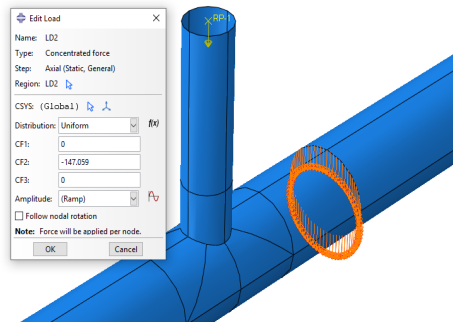 Edit Load
Name: LD2
Type: Concentrated force
Step: Axial (Static, General)
Region: LD2
CSYS: (Global)
Distribution: Uniform f(x)
CF1: 0
CF2: -147.059
CF3: 0
Amplitude: (Ramp)
Follow nodal rotation
Note: Force will be applied per node.
OK Cancel
RP-1